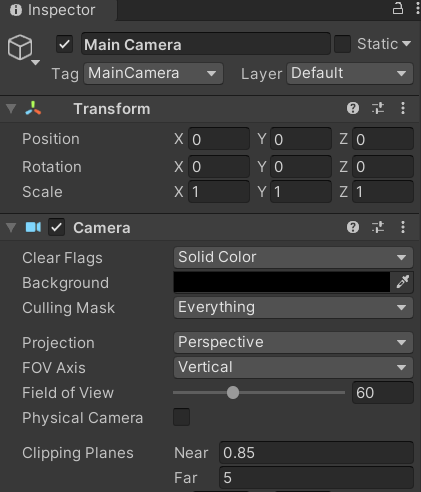 Inspector
Main Camera Static
Tag MainCamera Layer Default
Transform
Position X 0 Y 0 Z 0
Rotation X 0 Y 0 Z 0
Scale X 1 Y 1 Z 1
Camera
Clear Flags Solid Color
Background
Culling Mask Everything
Projection Perspective
FOV Axis Vertical
Field of View 60
Physical Camera
Clipping Planes Near 0.85
Far 5